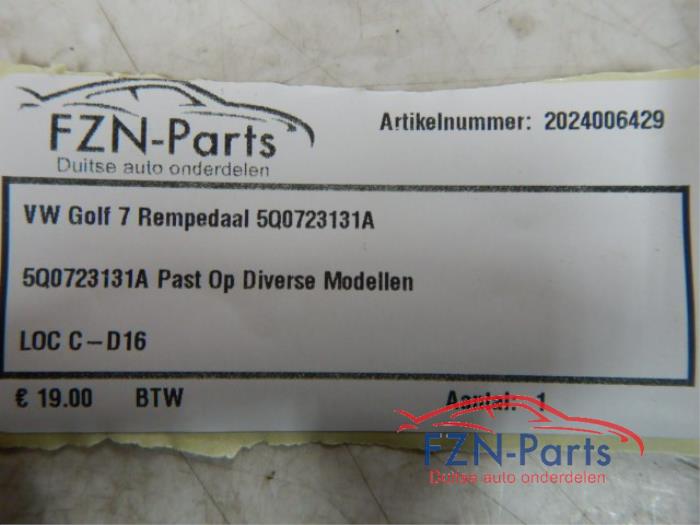 FZN-Parts
Duitse auto onderdelen
Artikelnummer: 2024006429
VW Golf 7 Rempedaal 5Q0723131A
5Q0723131A Past Op Diverse Modellen
LOC C-D16
€ 19.00 BTW Aantal: 1
FZN-Parts
Duitse auto onderdelen